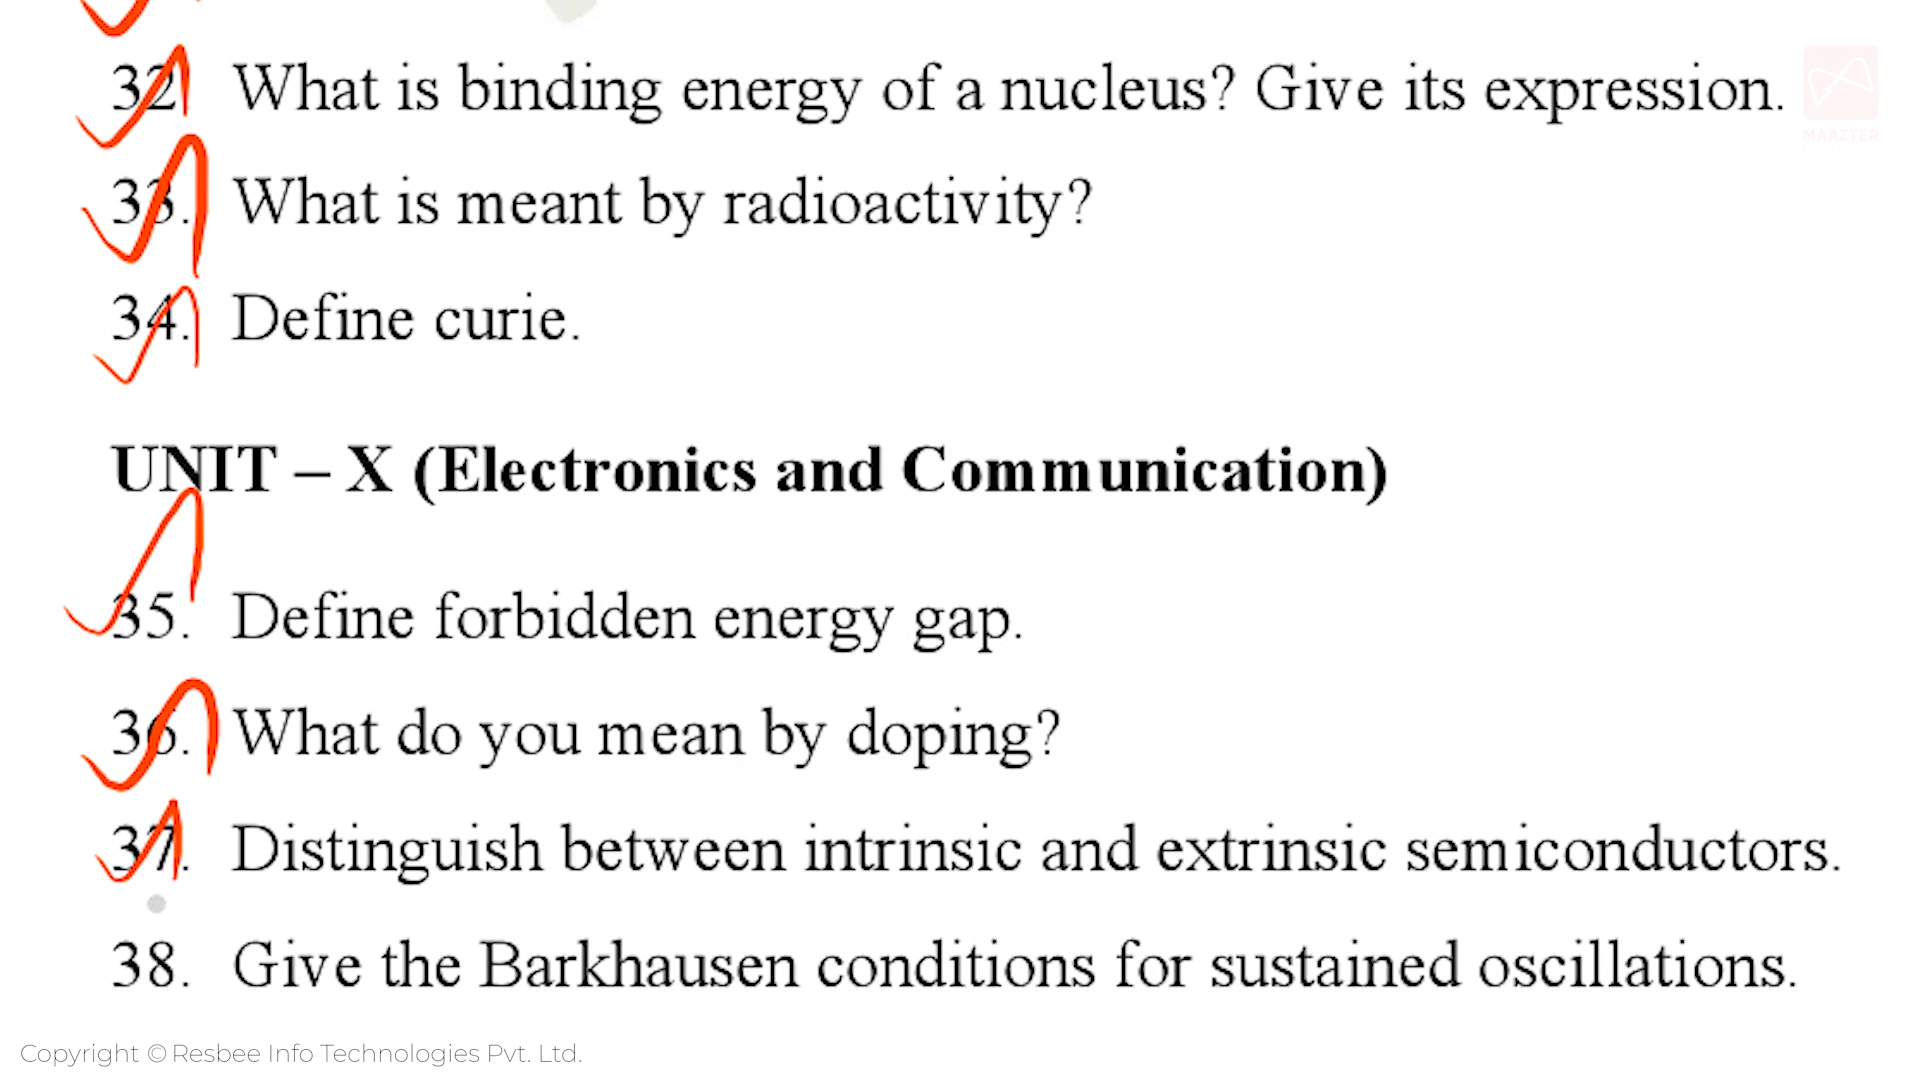 32. What is binding energy of a nucleus? Give its expression.
MAAZTER
33. What is meant by radioactivity?
34. Define curie.
UNIT – X (Electronics and Communication)
35. Define forbidden energy gap.
36. What do you mean by doping?
37. Distinguish between intrinsic and extrinsic semiconductors.
38. Give the Barkhausen conditions for sustained oscillations.
Copyright © Resbee Info Technologies Pvt. Ltd.